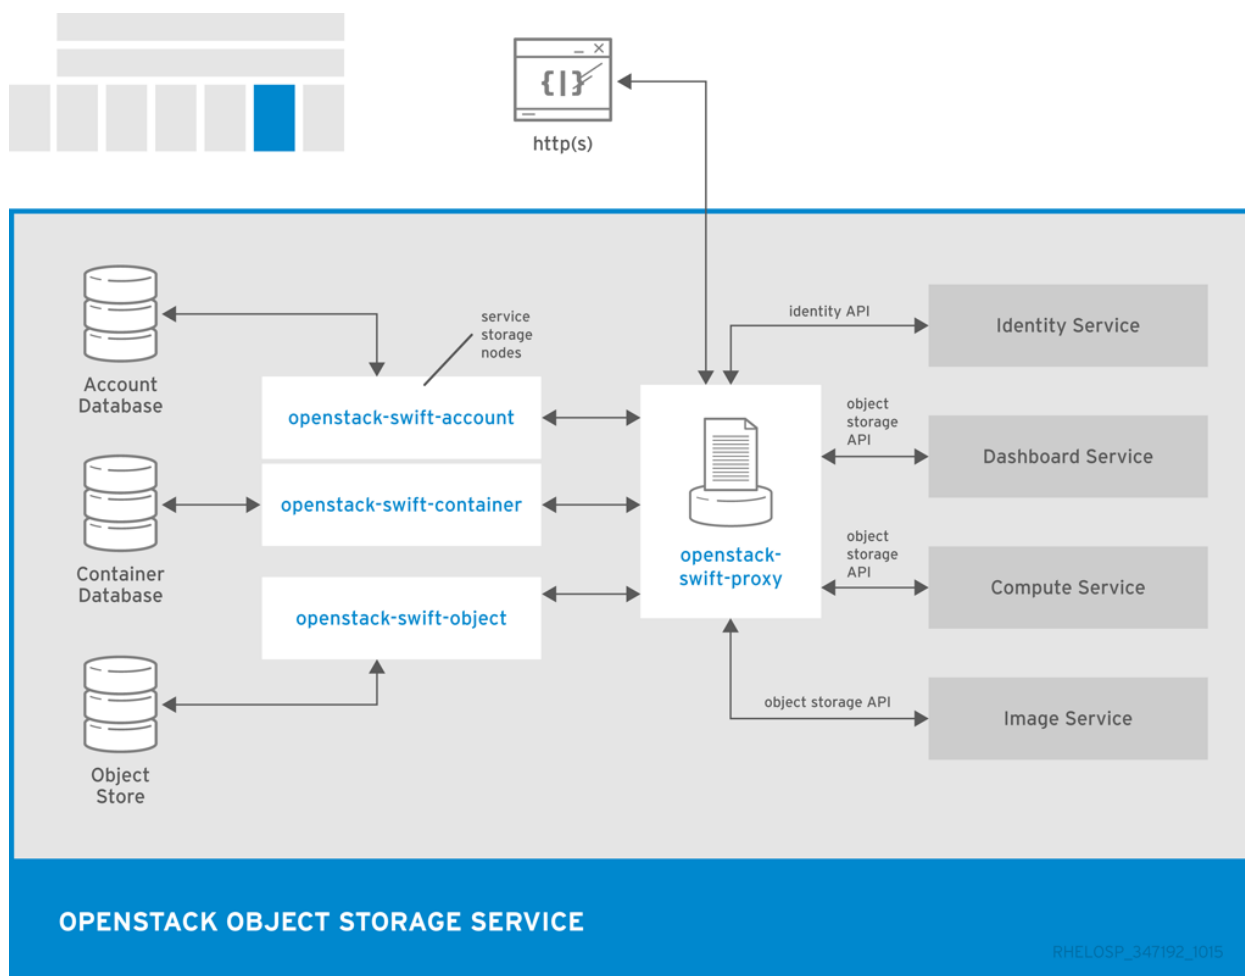 {|}
http(s)
Account
Database
service
storage
nodes
identity API
Identity Service
openstack-swift-account
object
storage
API
Dashboard Service
Container
Database
openstack-swift-container
openstack-
swift-proxy
object
storage
API
Compute Service
openstack-swift-object
Object
Store
object storage API
Image Service
OPENSTACK OBJECT STORAGE SERVICE
RHELOSP_347192_1015